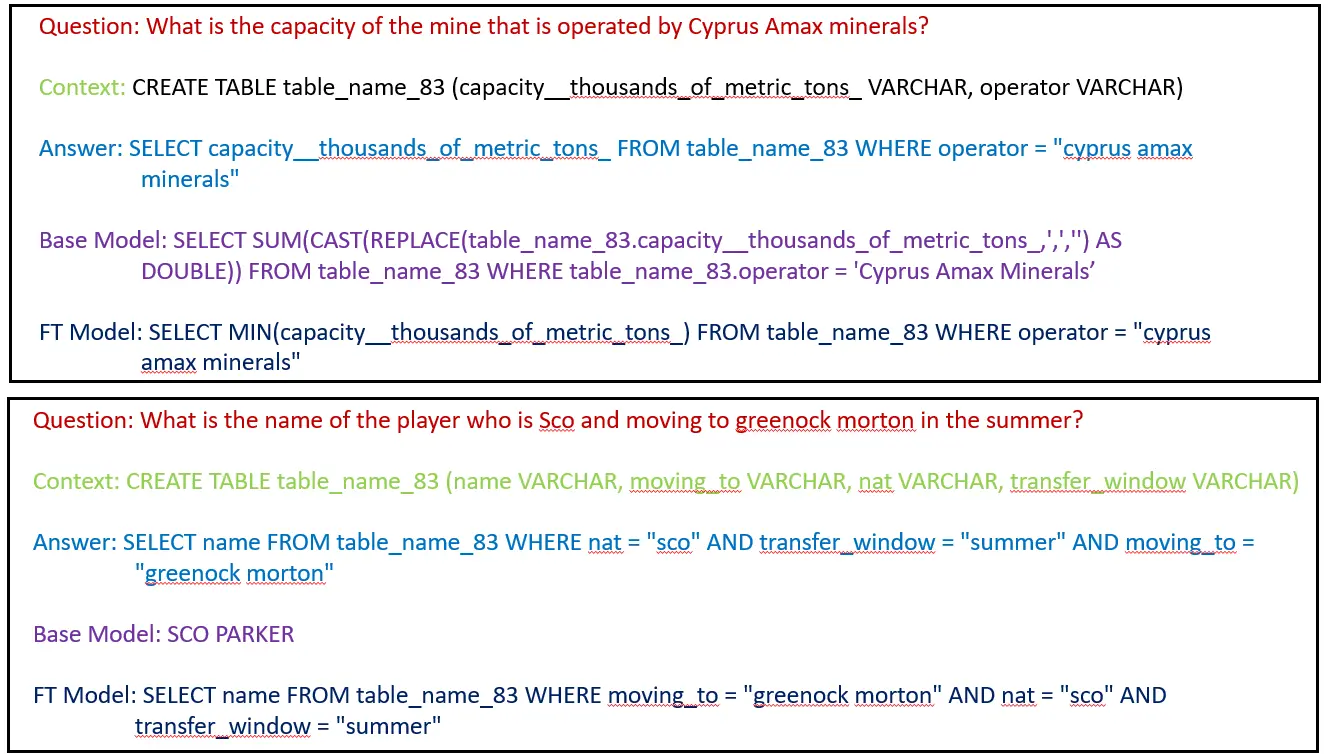 Question: What is the capacity of the mine that is operated by Cyprus Amax minerals?
Context: CREATE TABLE table_name_83 (capacity__thousands_of_metric_tons_ VARCHAR, operator VARCHAR)
Answer: SELECT capacity__thousands_of_metric_tons_ FROM table_name_83 WHERE operator = "cyprus amax
minerals"
Base Model: SELECT SUM(CAST(REPLACE(table_name_83.capacity__thousands_of_metric_tons_,',','') AS
DOUBLE)) FROM table_name_83 WHERE table_name_83.operator = 'Cyprus Amax Minerals’
FT Model: SELECT MIN(capacity__thousands_of_metric_tons_) FROM table_name_83 WHERE operator = "cyprus
amax minerals"
Question: What is the name of the player who is Sco and moving to greenock morton in the summer?
Context: CREATE TABLE table_name_83 (name VARCHAR, moving_to VARCHAR, nat VARCHAR, transfer_window VARCHAR)
Answer: SELECT name FROM table_name_83 WHERE nat = "sco" AND transfer_window = "summer" AND moving_to =
"greenock morton"
Base Model: SCO PARKER
FT Model: SELECT name FROM table_name_83 WHERE moving_to = "greenock morton" AND nat = "sco" AND
transfer_window = "summer"